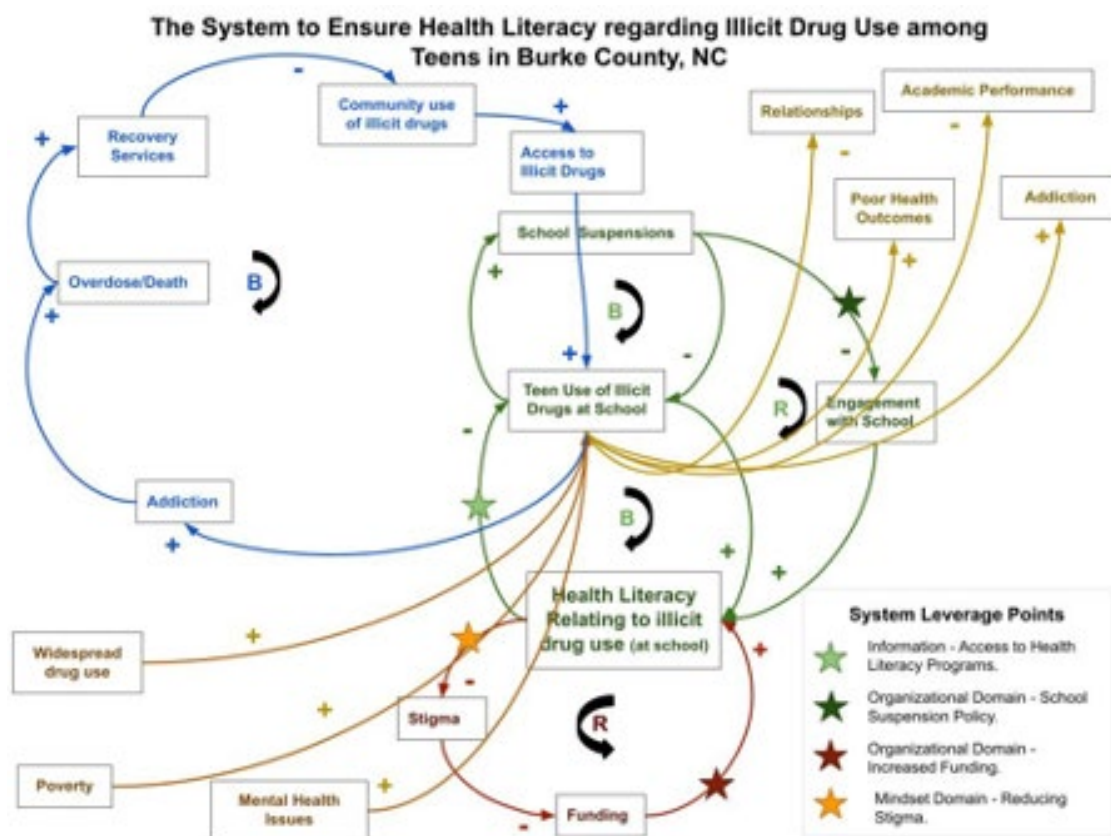 The System to Ensure Health Literacy regarding Illicit Drug Use among
Teens in Burke County, NC
-
Community use
of illicit drugs
+
Access to
Illicit Drugs
Relationships
-
Academic Performance
-
Recovery
Services
+
Poor Health
Outcomes
+
Addiction
+
School Suspensions
+
Overdose/Death
+
B
B
-
-
+
Teen Use of Illicit
Drugs at School
R
Engagement
with School
-
Addiction
+
B
+
+
Health Literacy
Relating to illicit
drug use (at school)
+
Widespread
drug use
+
-
Stigma
R
+
Poverty
+
Mental Health
Issues
-
Funding
System Leverage Points
Information - Access to Health
Literacy Programs.
Organizational Domain - School
Suspension Policy.
Organizational Domain -
Increased Funding.
Mindset Domain - Reducing
Stigma.